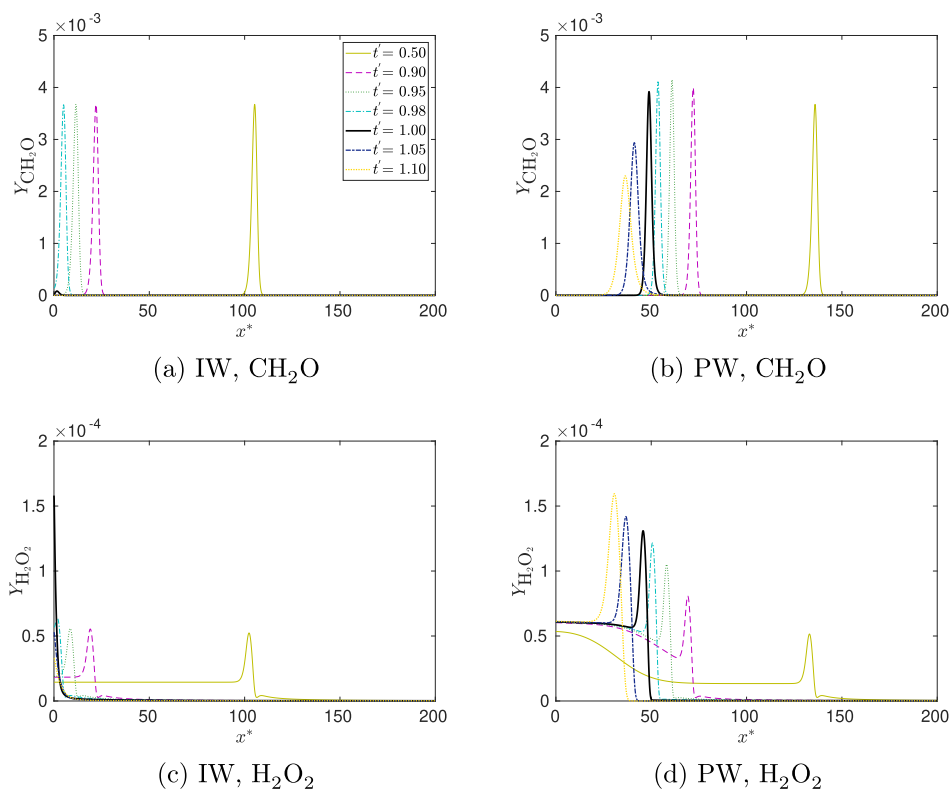 ×10⁻³
5
4
3
2
1
0
Y_CH₂O
0 50 100 150 200
x*
t′= 0.50
t′= 0.90
t′= 0.95
t′= 0.98
t′= 1.00
t′= 1.05
t′= 1.10
(a) IW, CH₂O
×10⁻³
5
4
3
2
1
0
Y_CH₂O
0 50 100 150 200
x*
(b) PW, CH₂O
×10⁻⁴
2
1.5
1
0.5
0
Y_H₂O₂
0 50 100 150 200
x*
(c) IW, H₂O₂
×10⁻⁴
2
1.5
1
0.5
0
Y_H₂O₂
0 50 100 150 200
x*
(d) PW, H₂O₂